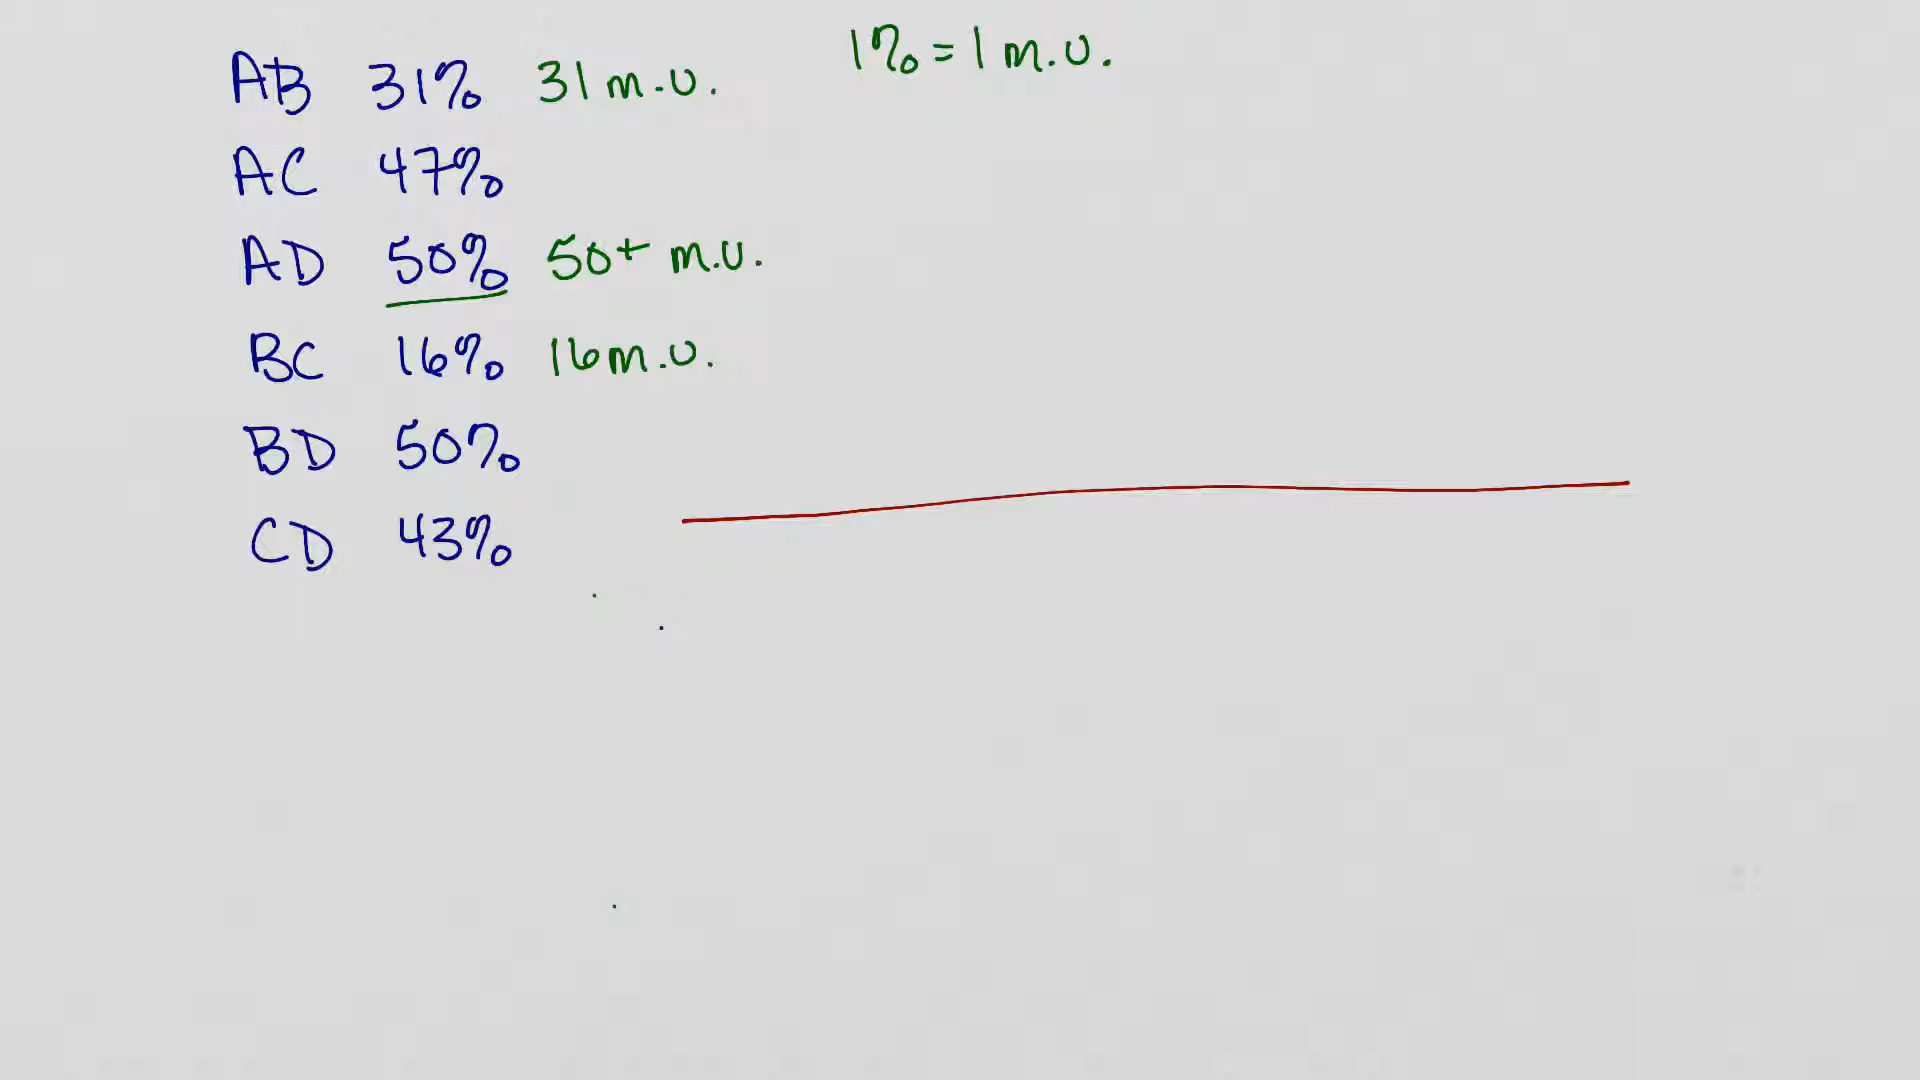 AB 31% 31 m.u. 1% = 1 m.u.
AC 47%
AD 50% 50+ m.u.
BC 16% 16 m.u.
BD 50%
CD 43%